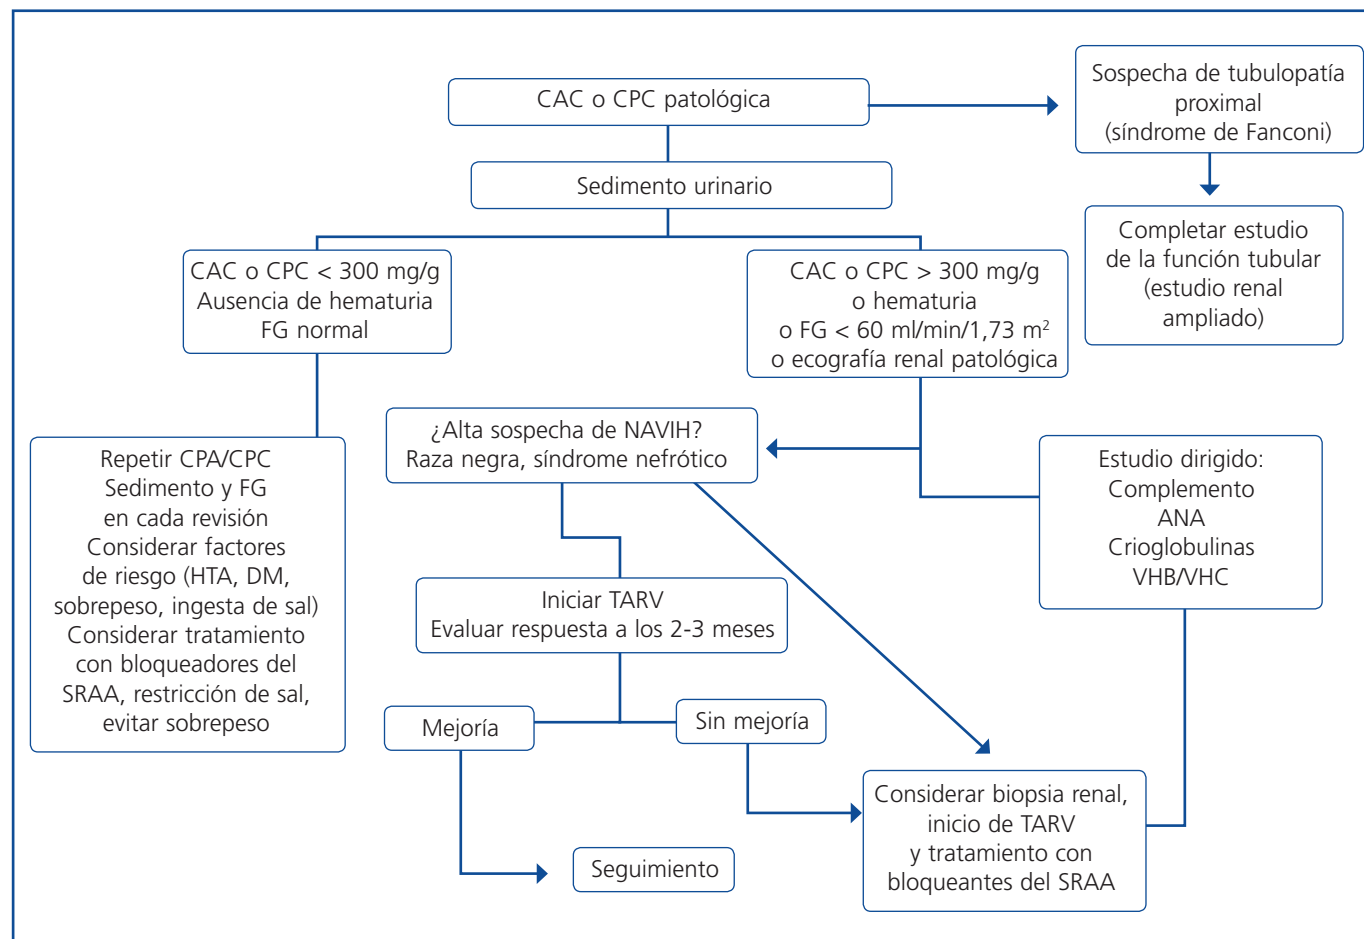 CAC o CPC patológica
Sospecha de tubulopatía
proximal
(síndrome de Fanconi)
Sedimento urinario
Completar estudio
de la función tubular
(estudio renal
ampliado)
CAC o CPC < 300 mg/g
Ausencia de hematuria
FG normal
CAC o CPC > 300 mg/g
o hematuria
o FG < 60 ml/min/1,73 m²
o ecografía renal patológica
Repetir CPA/CPC
Sedimento y FG
en cada revisión
Considerar factores
de riesgo (HTA, DM,
sobrepeso, ingesta de sal)
Considerar tratamiento
con bloqueadores del
SRAA, restricción de sal,
evitar sobrepeso
¿Alta sospecha de NAVIH?
Raza negra, síndrome nefrótico
Estudio dirigido:
Complemento
ANA
Crioglobulinas
VHB/VHC
Iniciar TARV
Evaluar respuesta a los 2-3 meses
Mejoría
Sin mejoría
Considerar biopsia renal,
inicio de TARV
y tratamiento con
bloqueantes del SRAA
Seguimiento